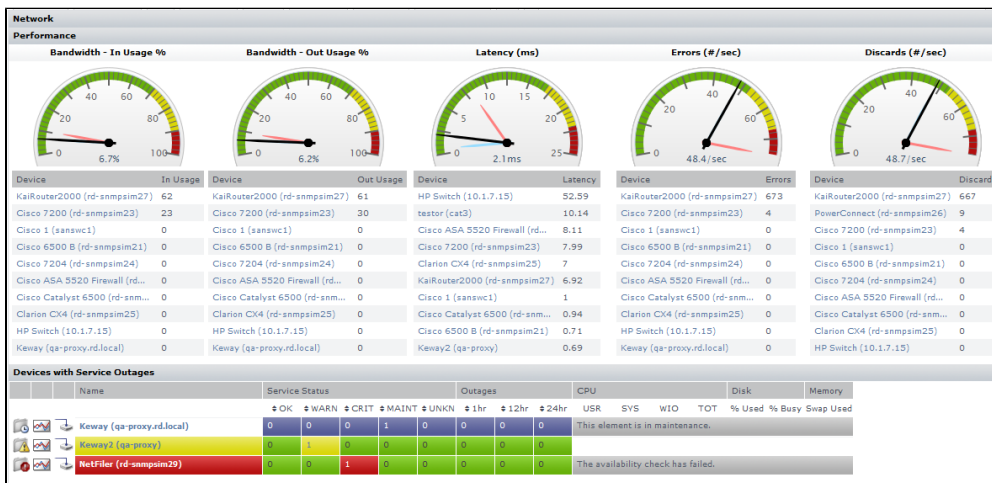 Network
Performance
Bandwidth - In Usage % Bandwidth - Out Usage % Latency (ms) Errors (#/sec) Discards (#/sec)
0 20 40 60 80 100 0 20 40 60 80 100 0 5 10 15 20 25 0 20 40 60 0 20 40 60
6.7% 6.2% 2.1ms 48.4/sec 48.7/sec
Device In Usage Device Out Usage Device Latency Device Errors Device Discard
KaiRouter2000 (rd-snmpsim27) 62 KaiRouter2000 (rd-snmpsim27) 61 HP Switch (10.1.7.15) 52.59 KaiRouter2000 (rd-snmpsim27) 673 KaiRouter2000 (rd-snmpsim27) 667
Cisco 7200 (rd-snmpsim23) 23 Cisco 7200 (rd-snmpsim23) 30 testor (cat3) 10.14 Cisco 7200 (rd-snmpsim23) 4 PowerConnect (rd-snmpsim26) 9
Cisco 1 (sanswc1) 0 Cisco 1 (sanswc1) 0 Cisco ASA 5520 Firewall (rd... 8.11 Cisco 1 (sanswc1) 0 Cisco 7200 (rd-snmpsim23) 4
Cisco 6500 B (rd-snmpsim21) 0 Cisco 6500 B (rd-snmpsim21) 0 Cisco 7200 (rd-snmpsim23) 7.99 Cisco 6500 B (rd-snmpsim21) 0 Cisco 1 (sanswc1) 0
Cisco 7204 (rd-snmpsim24) 0 Cisco 7204 (rd-snmpsim24) 0 Clarion CX4 (rd-snmpsim25) 7 Cisco 7204 (rd-snmpsim24) 0 Cisco 6500 B (rd-snmpsim21) 0
Cisco ASA 5520 Firewall (rd... 0 Cisco ASA 5520 Firewall (rd... 0 KaiRouter2000 (rd-snmpsim27) 6.92 Cisco ASA 5520 Firewall (rd... 0 Cisco 7204 (rd-snmpsim24) 0
Cisco Catalyst 6500 (rd-snm... 0 Cisco Catalyst 6500 (rd-snm... 0 Cisco 1 (sanswc1) 1 Cisco Catalyst 6500 (rd-snm... 0 Cisco ASA 5520 Firewall (rd... 0
Clarion CX4 (rd-snmpsim25) 0 Clarion CX4 (rd-snmpsim25) 0 Cisco Catalyst 6500 (rd-snm... 0.94 Clarion CX4 (rd-snmpsim25) 0 Cisco Catalyst 6500 (rd-snm... 0
HP Switch (10.1.7.15) 0 HP Switch (10.1.7.15) 0 Cisco 6500 B (rd-snmpsim21) 0.71 HP Switch (10.1.7.15) 0 Clarion CX4 (rd-snmpsim25) 0
Keway (qa-proxy.rd.local) 0 Keway (qa-proxy.rd.local) 0 Keway2 (qa-proxy) 0.69 Keway (qa-proxy.rd.local) 0 HP Switch (10.1.7.15) 0
Devices with Service Outages
Name Service Status Outages CPU Disk Memory
OK WARN CRIT MAINT UNKN 1hr 12hr 24hr USR SYS WIO TOT % Used % Busy Swap Used
Keway (qa-proxy.rd.local) 0 0 0 1 0 0 0 0 This element is in maintenance.
Keway2 (qa-proxy) 0 1 0 0 0 0 0 0
NetFiler (rd-snmpsim29) 0 0 1 0 0 0 0 0 The availability check has failed.